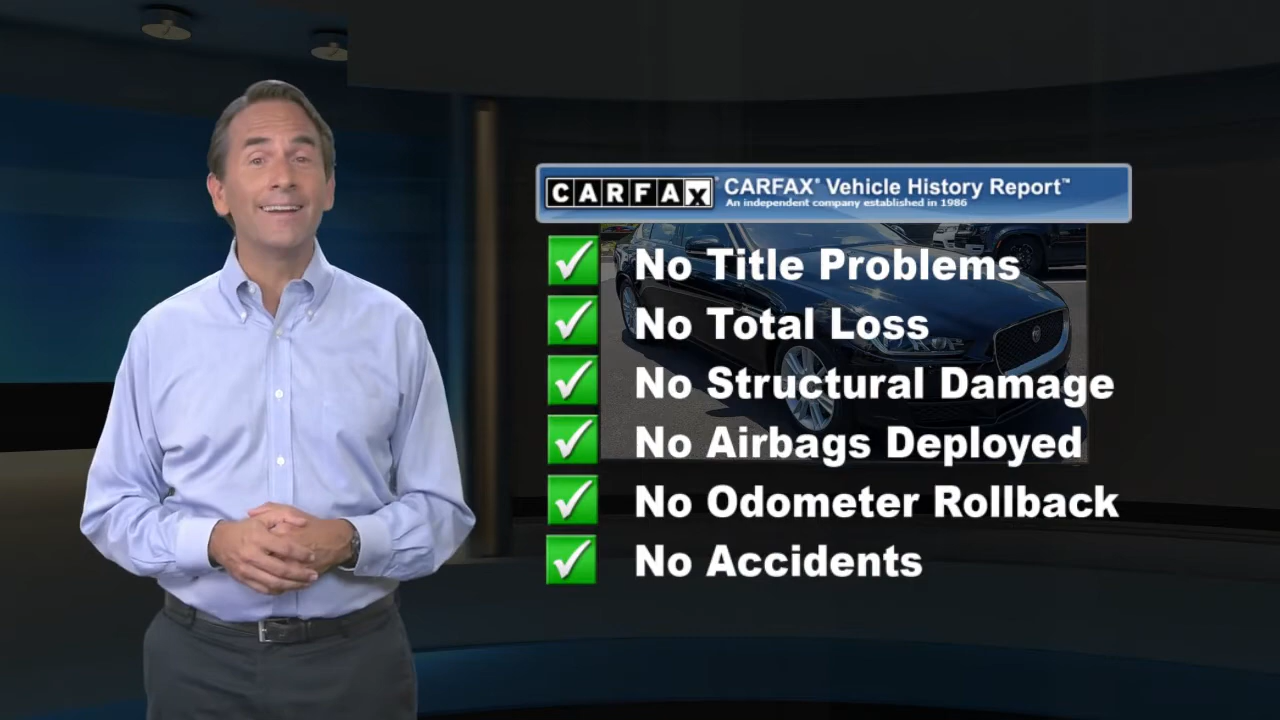 CARFAX® CARFAX® Vehicle History Report™
An independent company established in 1986
No Title Problems
No Total Loss
No Structural Damage
No Airbags Deployed
No Odometer Rollback
No Accidents